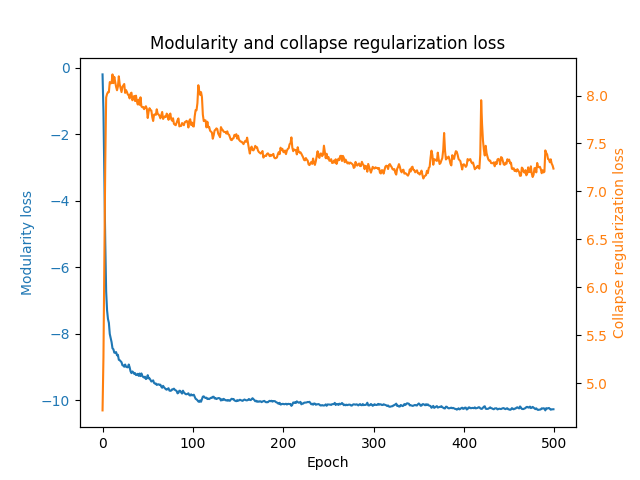 Modularity and collapse regularization loss
0
−2
−4
−6
−8
−10
Modularity loss
8.0
7.5
7.0
6.5
6.0
5.5
5.0
Collapse regularization loss
0 100 200 300 400 500
Epoch